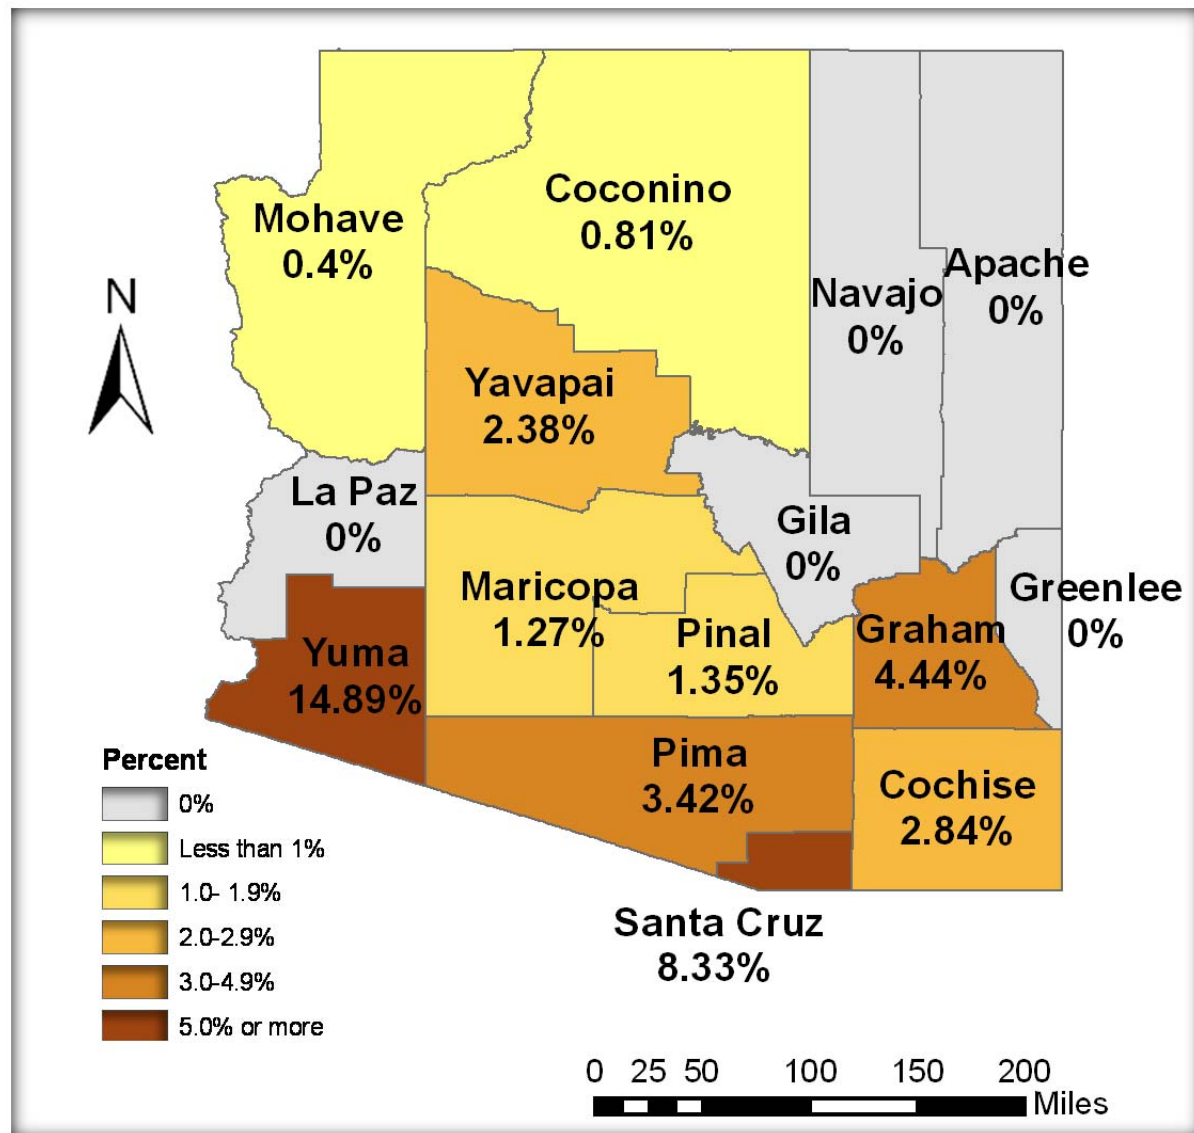 Coconino
0.81%
Mohave
0.4%
Apache
0%
Navajo
0%
N
Yavapai
2.38%
La Paz
0%
Gila
0%
Maricopa
1.27%
Greenlee
0%
Pinal
1.35%
Graham
4.44%
Yuma
14.89%
Pima
3.42%
Cochise
2.84%
Santa Cruz
8.33%
Percent
0%
Less than 1%
1.0- 1.9%
2.0-2.9%
3.0-4.9%
5.0% or more
0 25 50 100 150 200
Miles